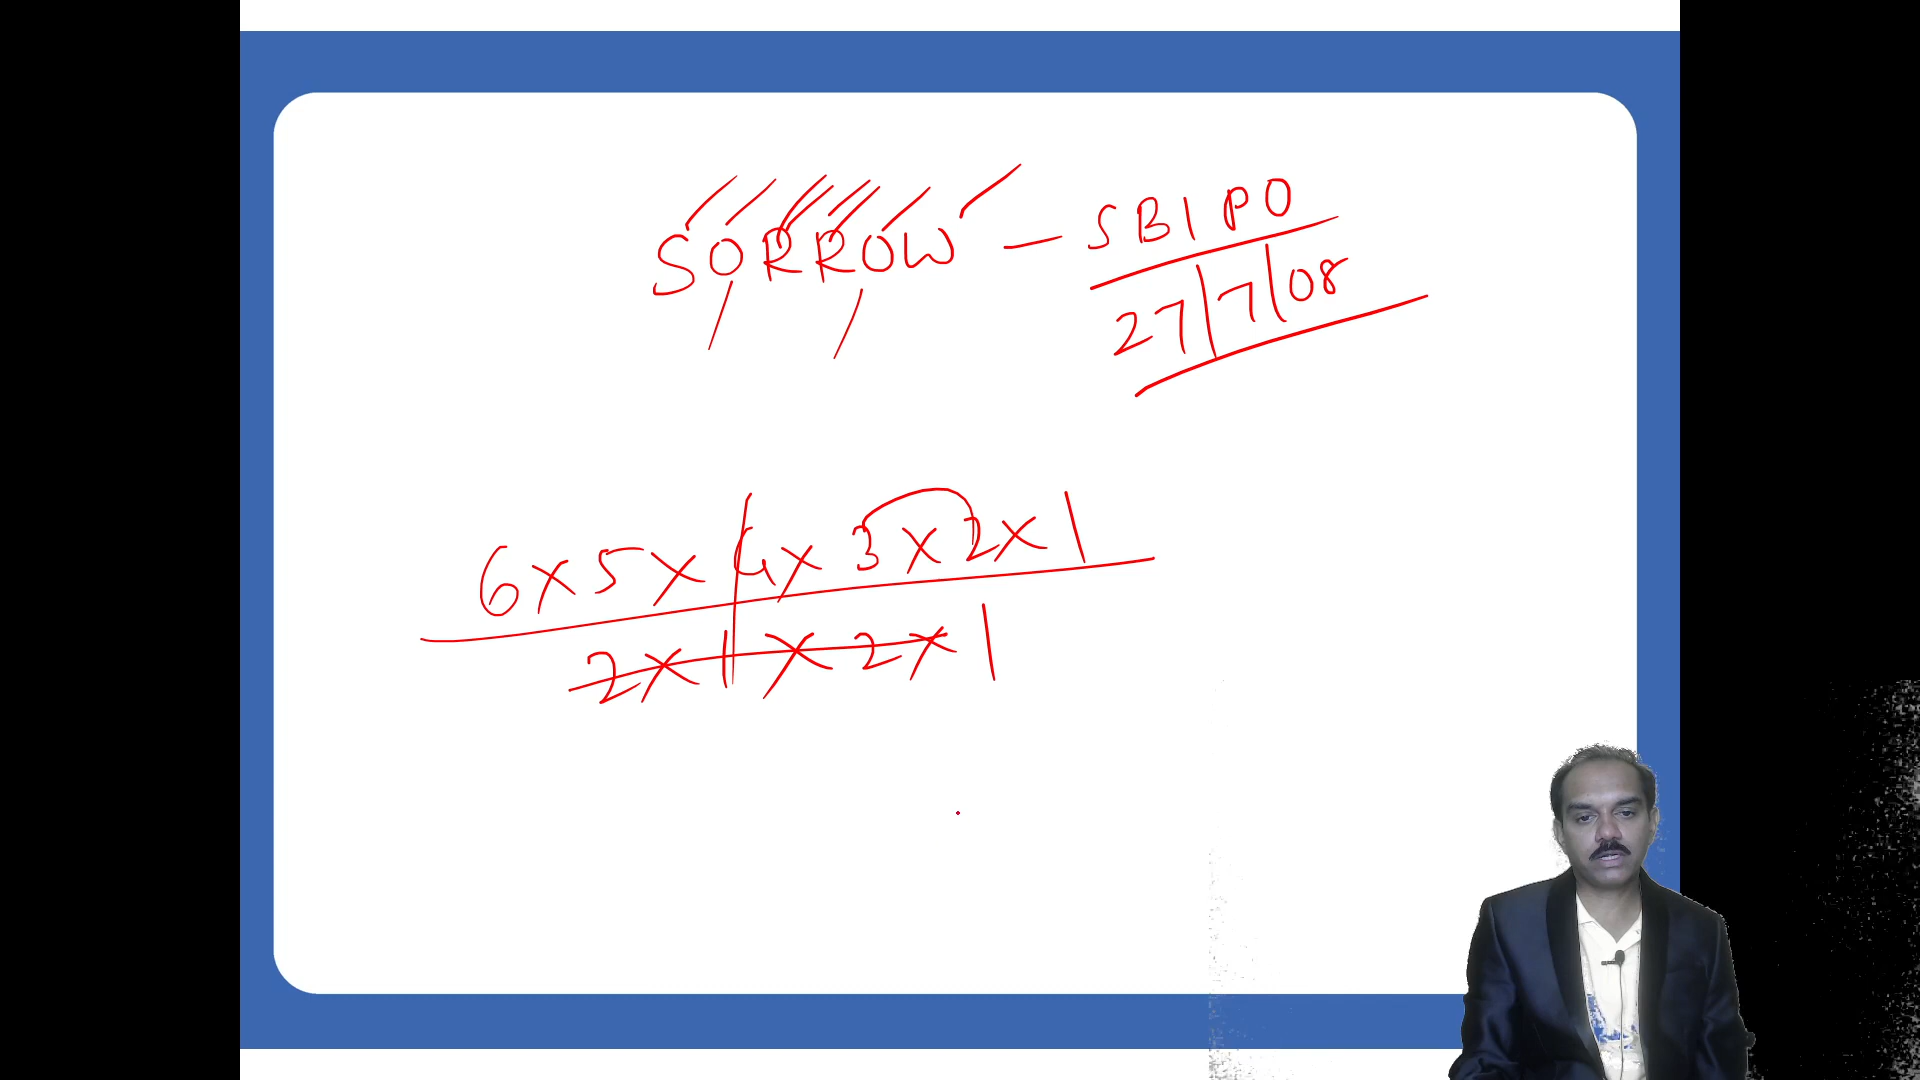 SORROW — SBI PO
27/7/08
6 x 5 x 4 x 3 x 2 x 1
2 x 1 x 2 x 1